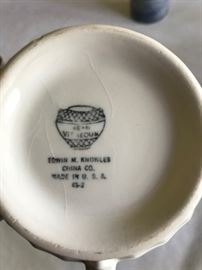 EDWIN M. KNOWLES
CHINA CO.
MADE IN U. S. A.
45-2